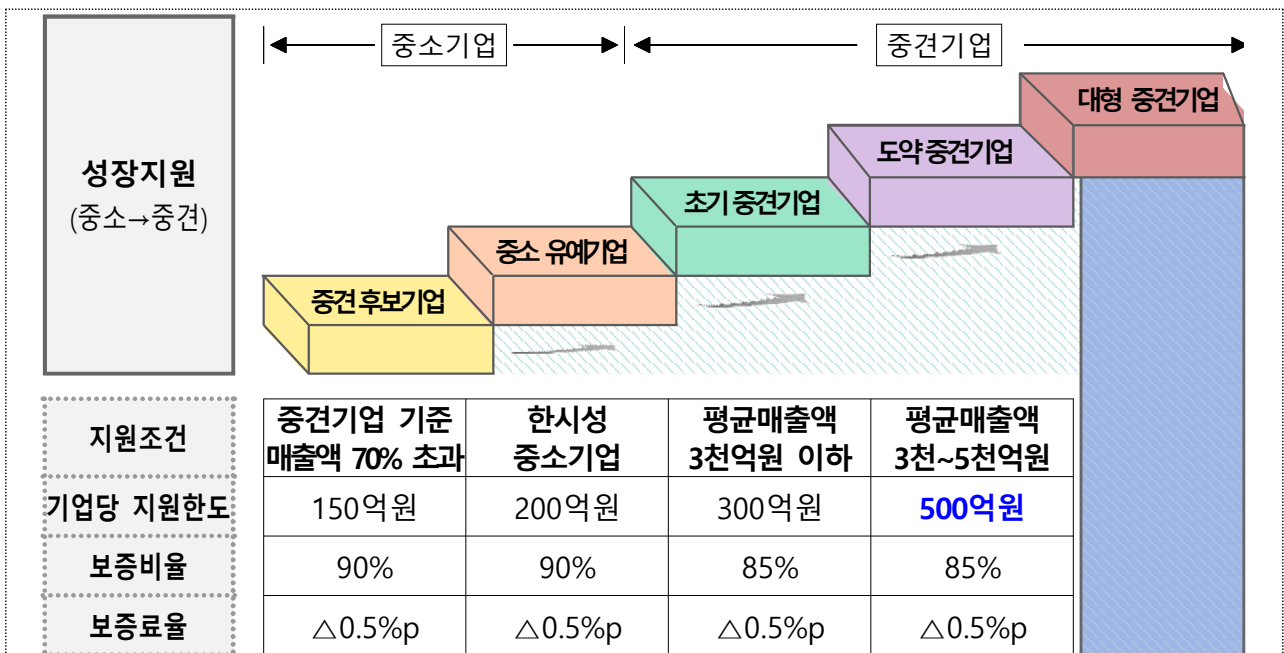 중소기업
중견기업
대형 중견기업
도약 중견기업
초기 중견기업
중소 유예기업
중견 후보기업
성장지원
(중소→중견)
지원조건
중견기업 기준
매출액 70% 초과
한시성
중소기업
평균매출액
3천억원 이하
평균매출액
3천~5천억원
기업당 지원한도
150억원
200억원
300억원
500억원
보증비율
90%
90%
85%
85%
보증료율
△0.5%p
△0.5%p
△0.5%p
△0.5%p